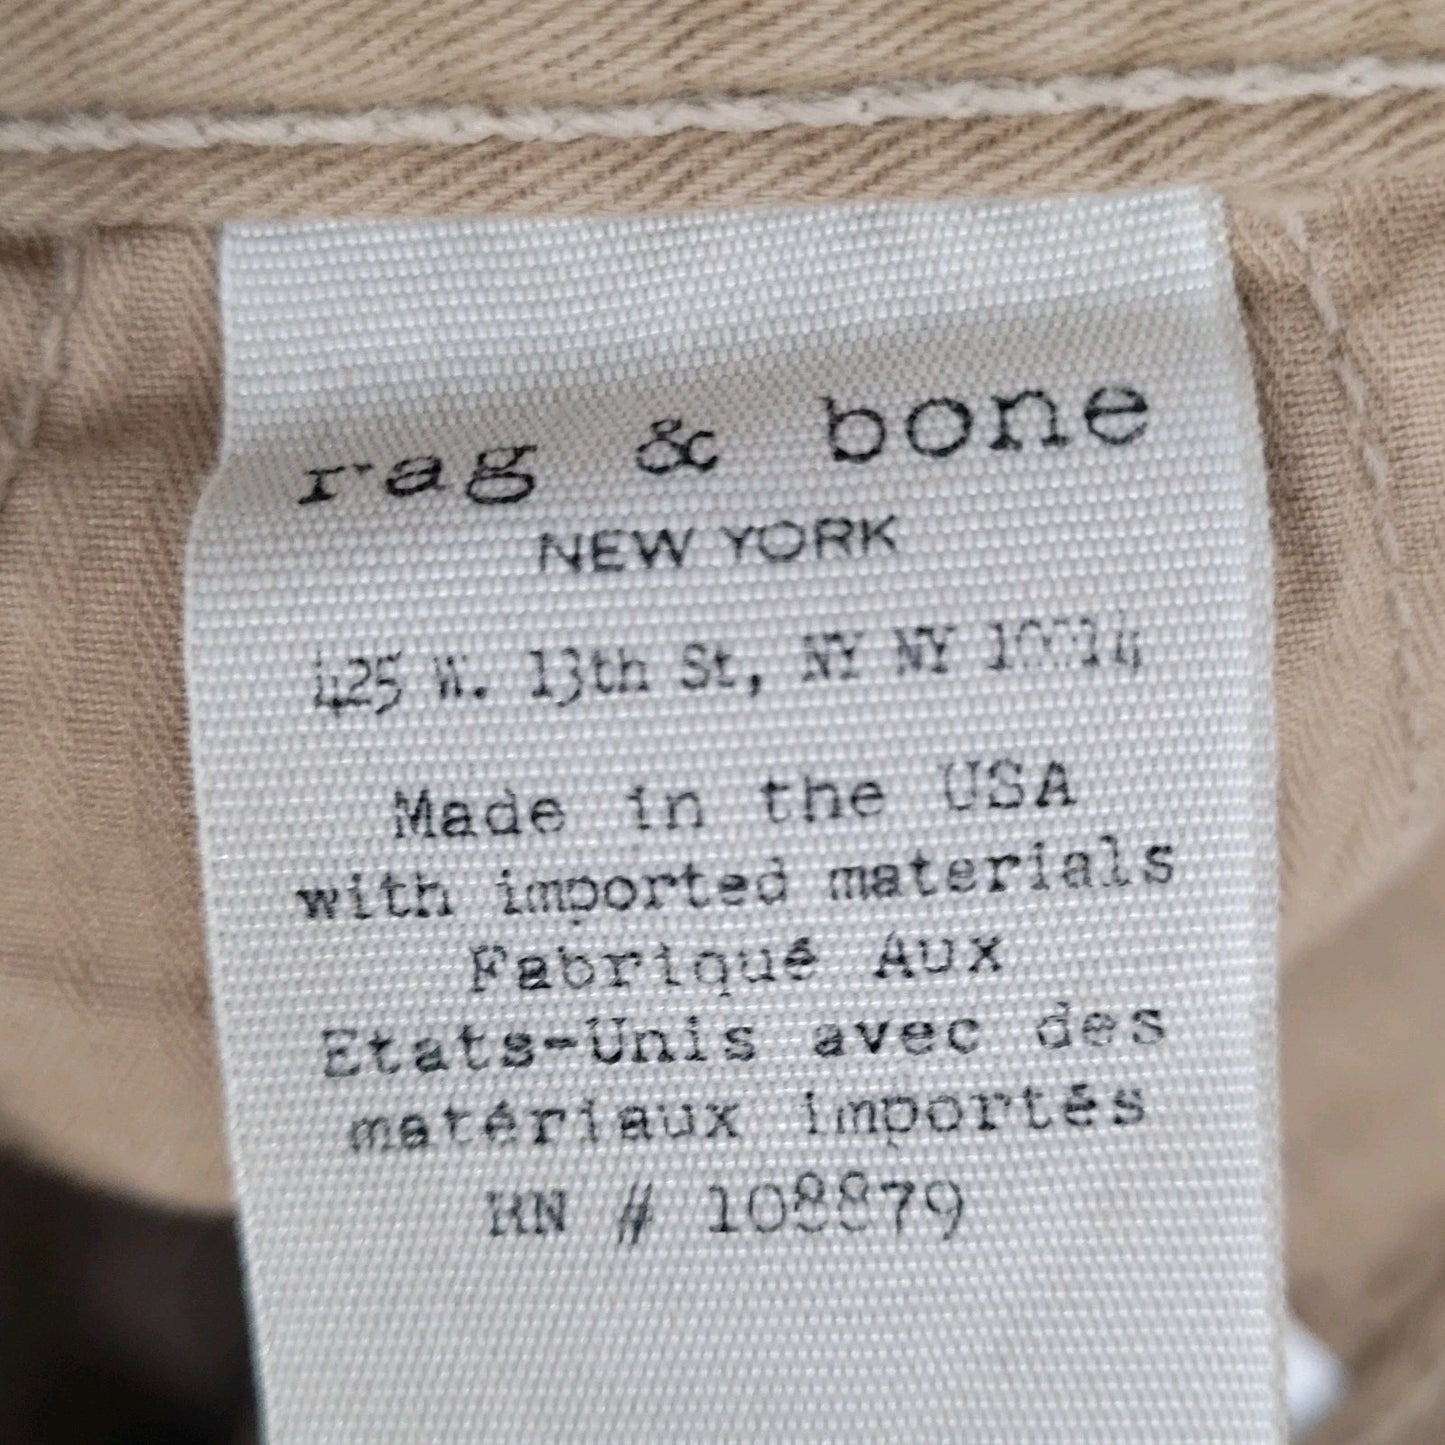 rag & bone
NEW YORK
425 W. 13th St, NY NY 10014
Made in the USA
with imported materials
Fabriqué Aux
Etats-Unis avec des
matériaux importés
RN # 108879